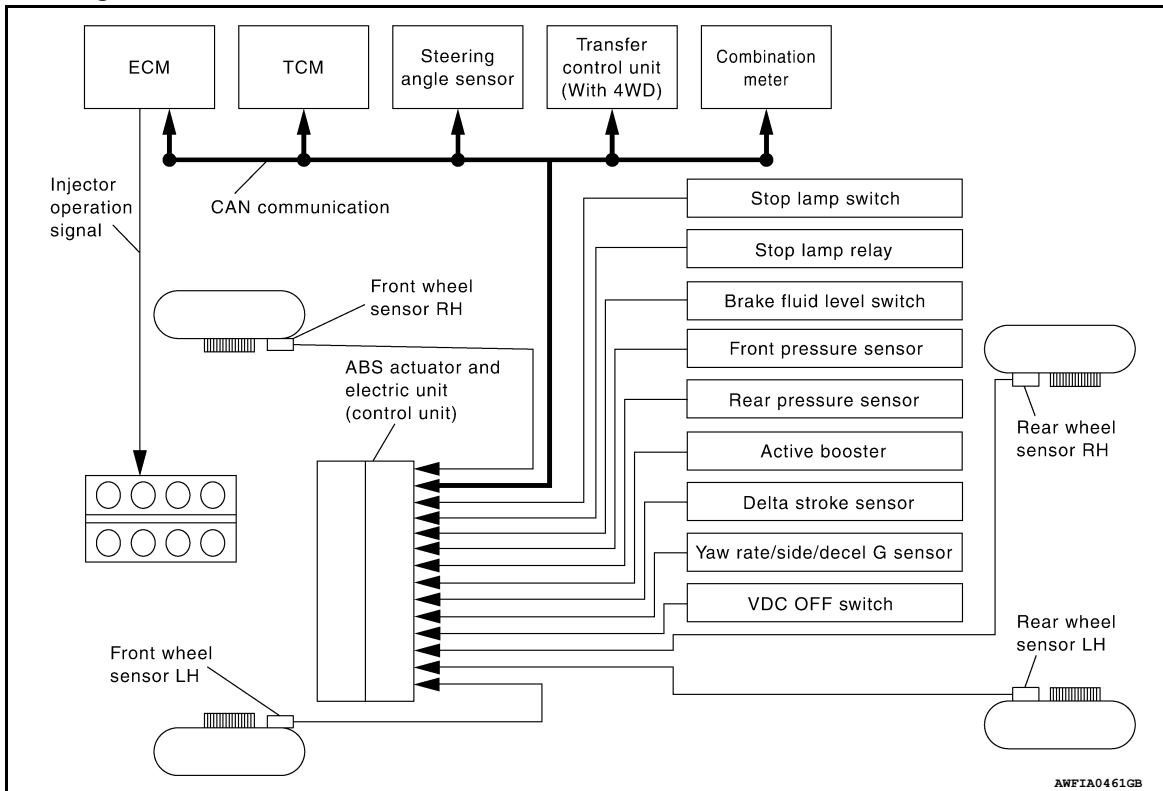 ECM
TCM
Steering
angle sensor
Transfer
control unit
(With 4WD)
Combination
meter
Injector
operation
signal
CAN communication
Stop lamp switch
Stop lamp relay
Brake fluid level switch
Front pressure sensor
Rear pressure sensor
Active booster
Delta stroke sensor
Yaw rate/side/decel G sensor
VDC OFF switch
Front wheel
sensor RH
ABS actuator and
electric unit
(control unit)
Rear wheel
sensor RH
Front wheel
sensor LH
Rear wheel
sensor LH
AWFIA0461GB